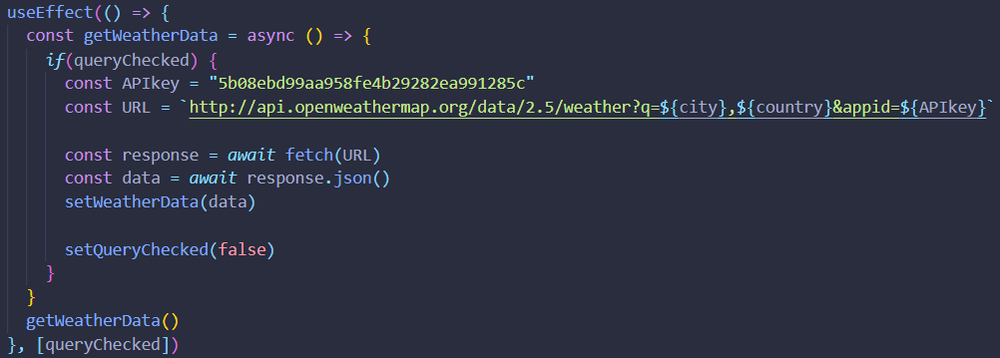 useEffect(() => {
const getWeatherData = async () => {
if(queryChecked) {
const APIkey = "5b08ebd99aa958fe4b29282ea991285c"
const URL = `http://api.openweathermap.org/data/2.5/weather?q=${city},${country}&appid=${APIkey}`
const response = await fetch(URL)
const data = await response.json()
setWeatherData(data)
setQueryChecked(false)
}
}
getWeatherData()
}, [queryChecked])